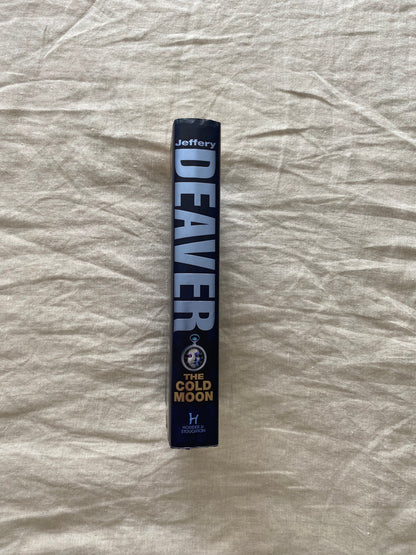 Jeffery
DEAVER
THE
COLD
MOON
HODDER &
STOUGHTON